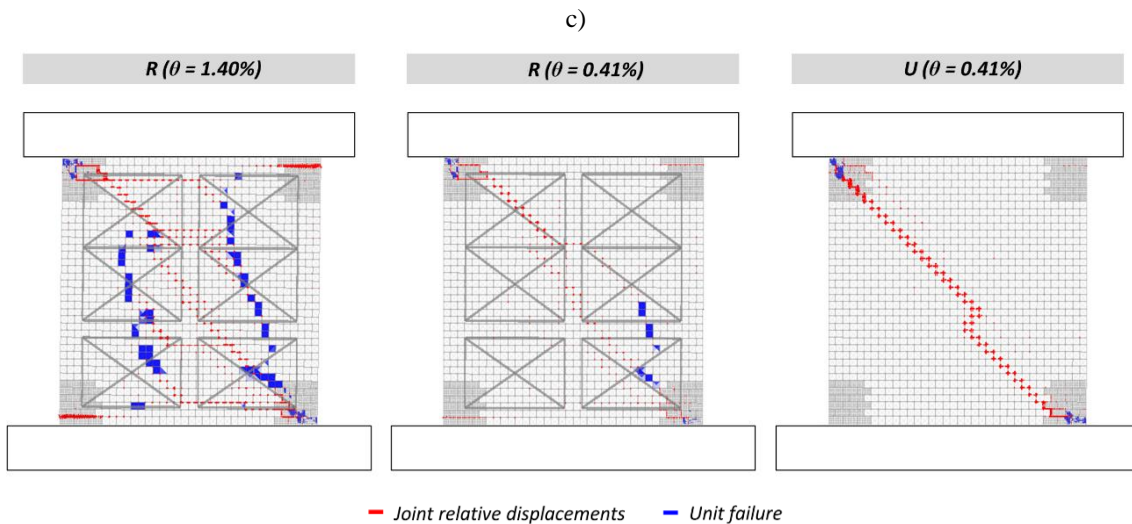 c)
R (θ = 1.40%)
R (θ = 0.41%)
U (θ = 0.41%)
Joint relative displacements
Unit failure